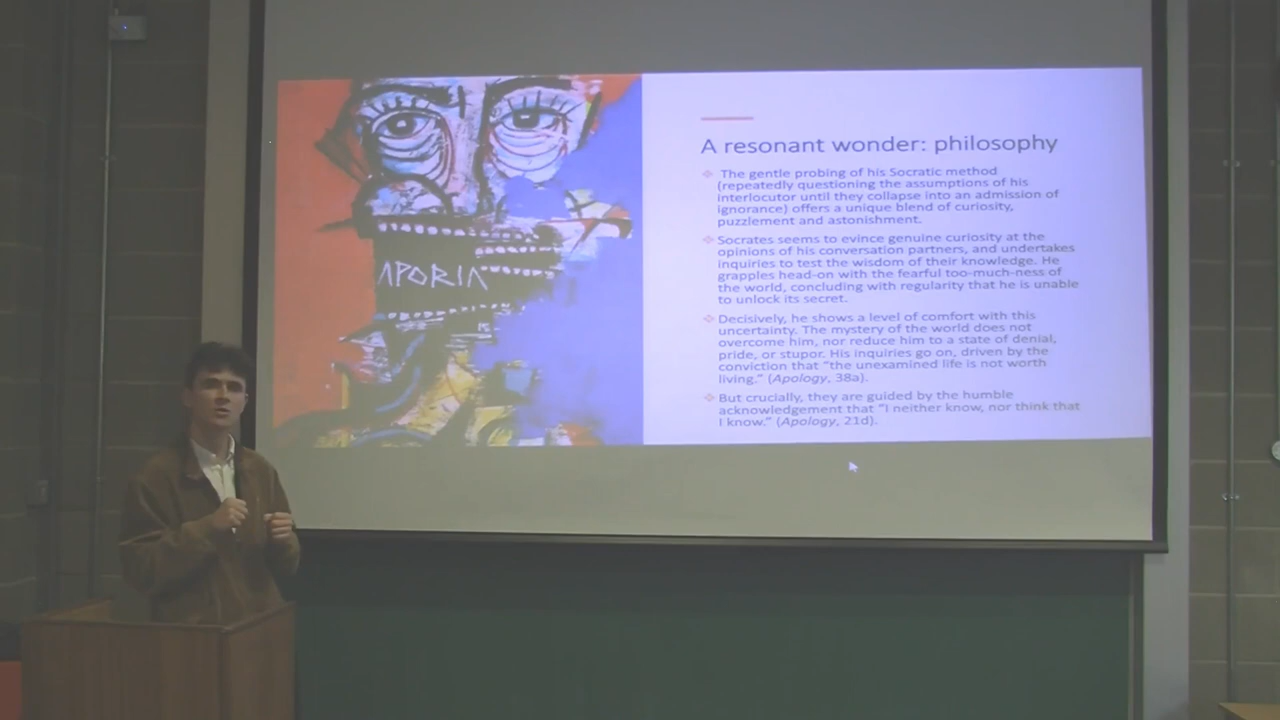 APORIA
A resonant wonder: philosophy
The gentle probing of his Socratic method
(repeatedly questioning the assumptions of his
interlocutor until they collapse into an admission of
ignorance) offers a unique blend of curiosity,
puzzlement and astonishment.
Socrates seems to evince genuine curiosity at the
opinions of his conversation partners, and undertakes
inquiries to test the wisdom of their knowledge. He
grapples head-on with the fearful too-much-ness of
the world, concluding with regularity that he is unable
to unlock its secret.
Decisively, he shows a level of comfort with this
uncertainty. The mystery of the world does not
overcome him, nor reduce him to a state of denial,
pride, or stupor. His inquiries go on, driven by the
conviction that “the unexamined life is not worth
living.” (Apology, 38a).
But crucially, they are guided by the humble
acknowledgement that “I neither know, nor think that
I know.” (Apology, 21d).